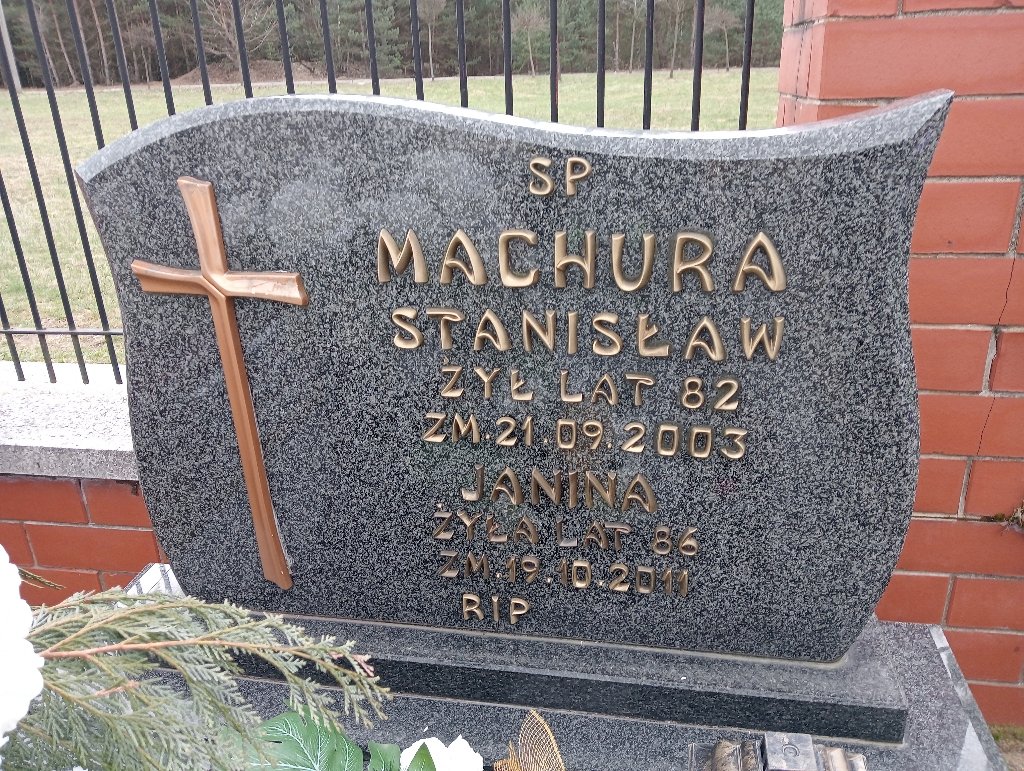 SP
MACHURA
STANISŁAW
ŻYŁ LAT 82
ZM.21.09.2003
JANINA
ŻYŁA LAT 86
ZM.19.10.2011
RIP